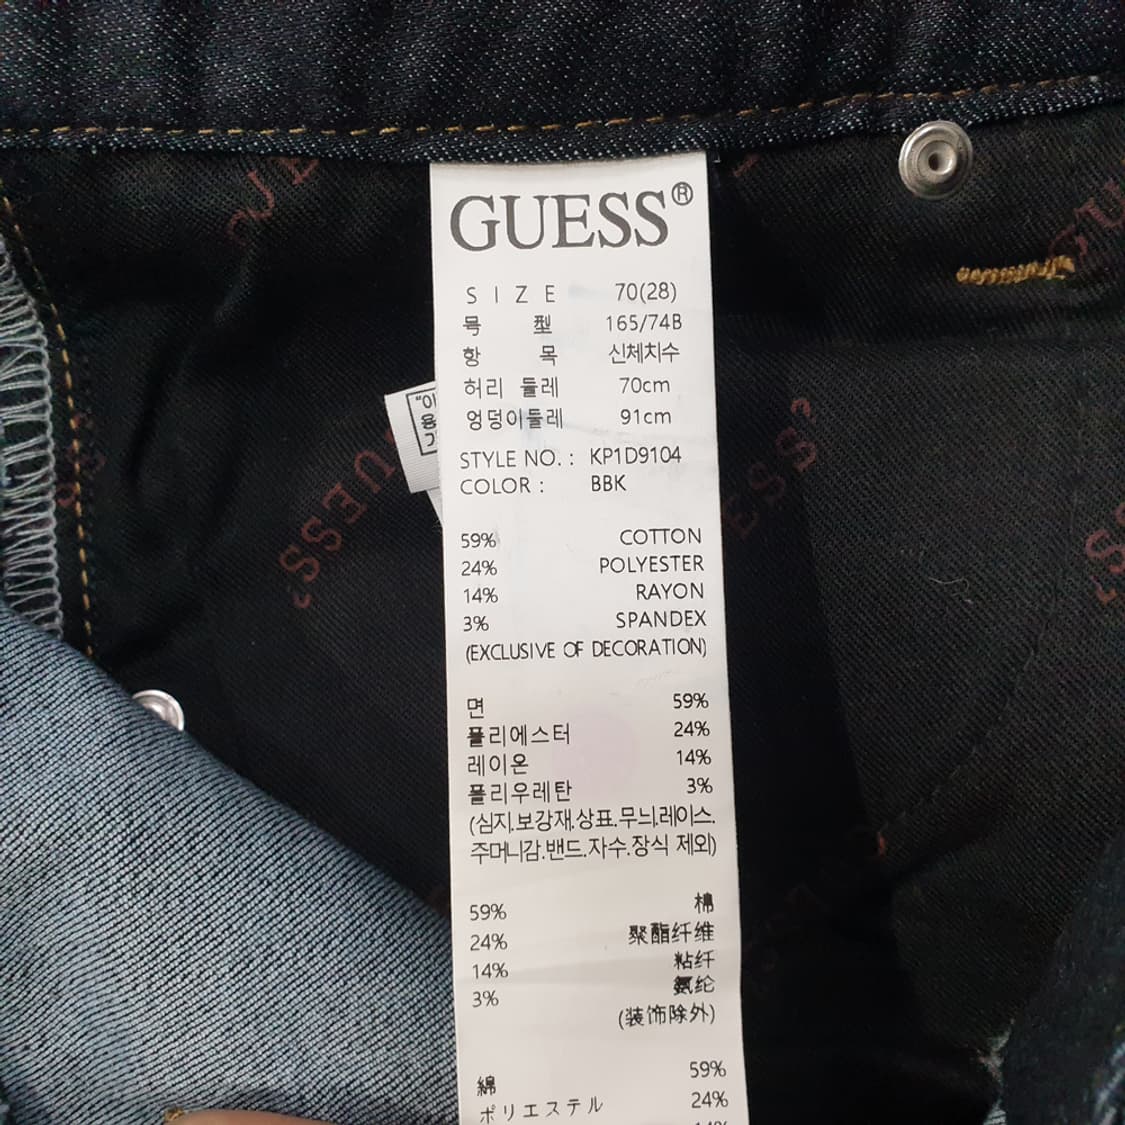 GUESS®
SIZE 70(28)
号 型 165/74B
항 목 신체치수
허리 둘레 70cm
엉덩이둘레 91cm
STYLE NO. : KP1D9104
COLOR : BBK
59% COTTON
24% POLYESTER
14% RAYON
3% SPANDEX
(EXCLUSIVE OF DECORATION)
면 59%
폴리에스터 24%
레이온 14%
폴리우레탄 3%
(심지.보강재.상표.무늬.레이스.
주머니감.밴드.자수.장식 제외)
59% 棉
24% 聚酯纤维
14% 粘纤
3% 氨纶
(装饰除外)
綿 59%
ポリエステル 24%